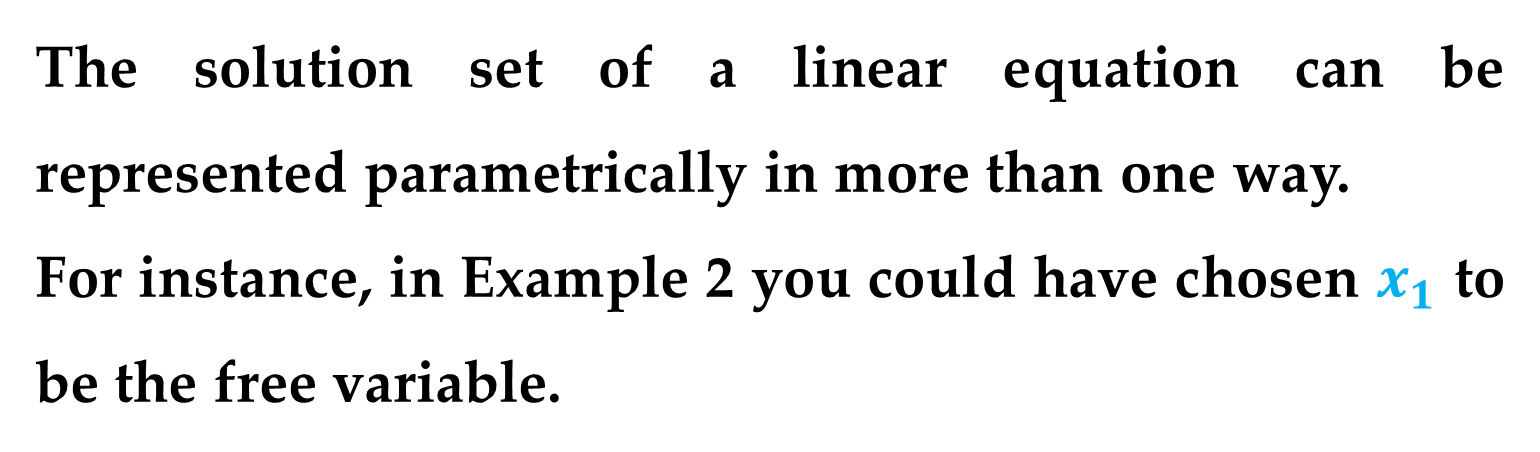 The solution set of a linear equation can be
represented parametrically in more than one way.
For instance, in Example 2 you could have chosen x₁ to
be the free variable.